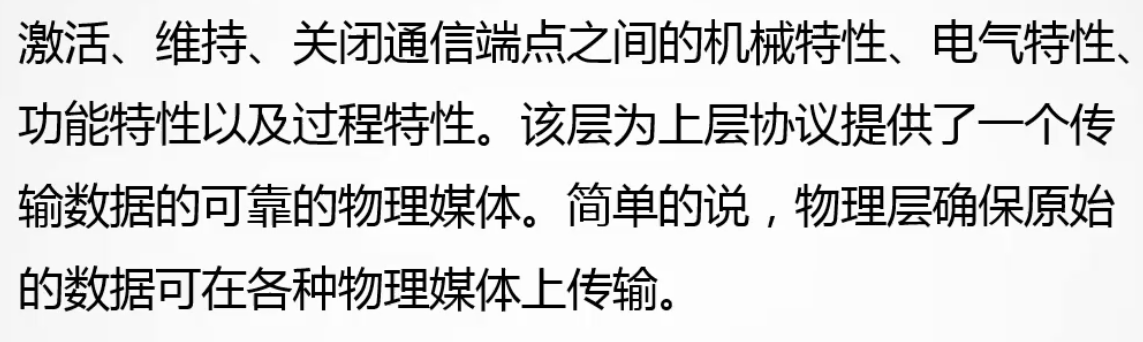 激活、维持、关闭通信端点之间的机械特性、电气特性、
功能特性以及过程特性。该层为上层协议提供了一个传
输数据的可靠的物理媒体。简单的说，物理层确保原始
的数据可在各种物理媒体上传输。